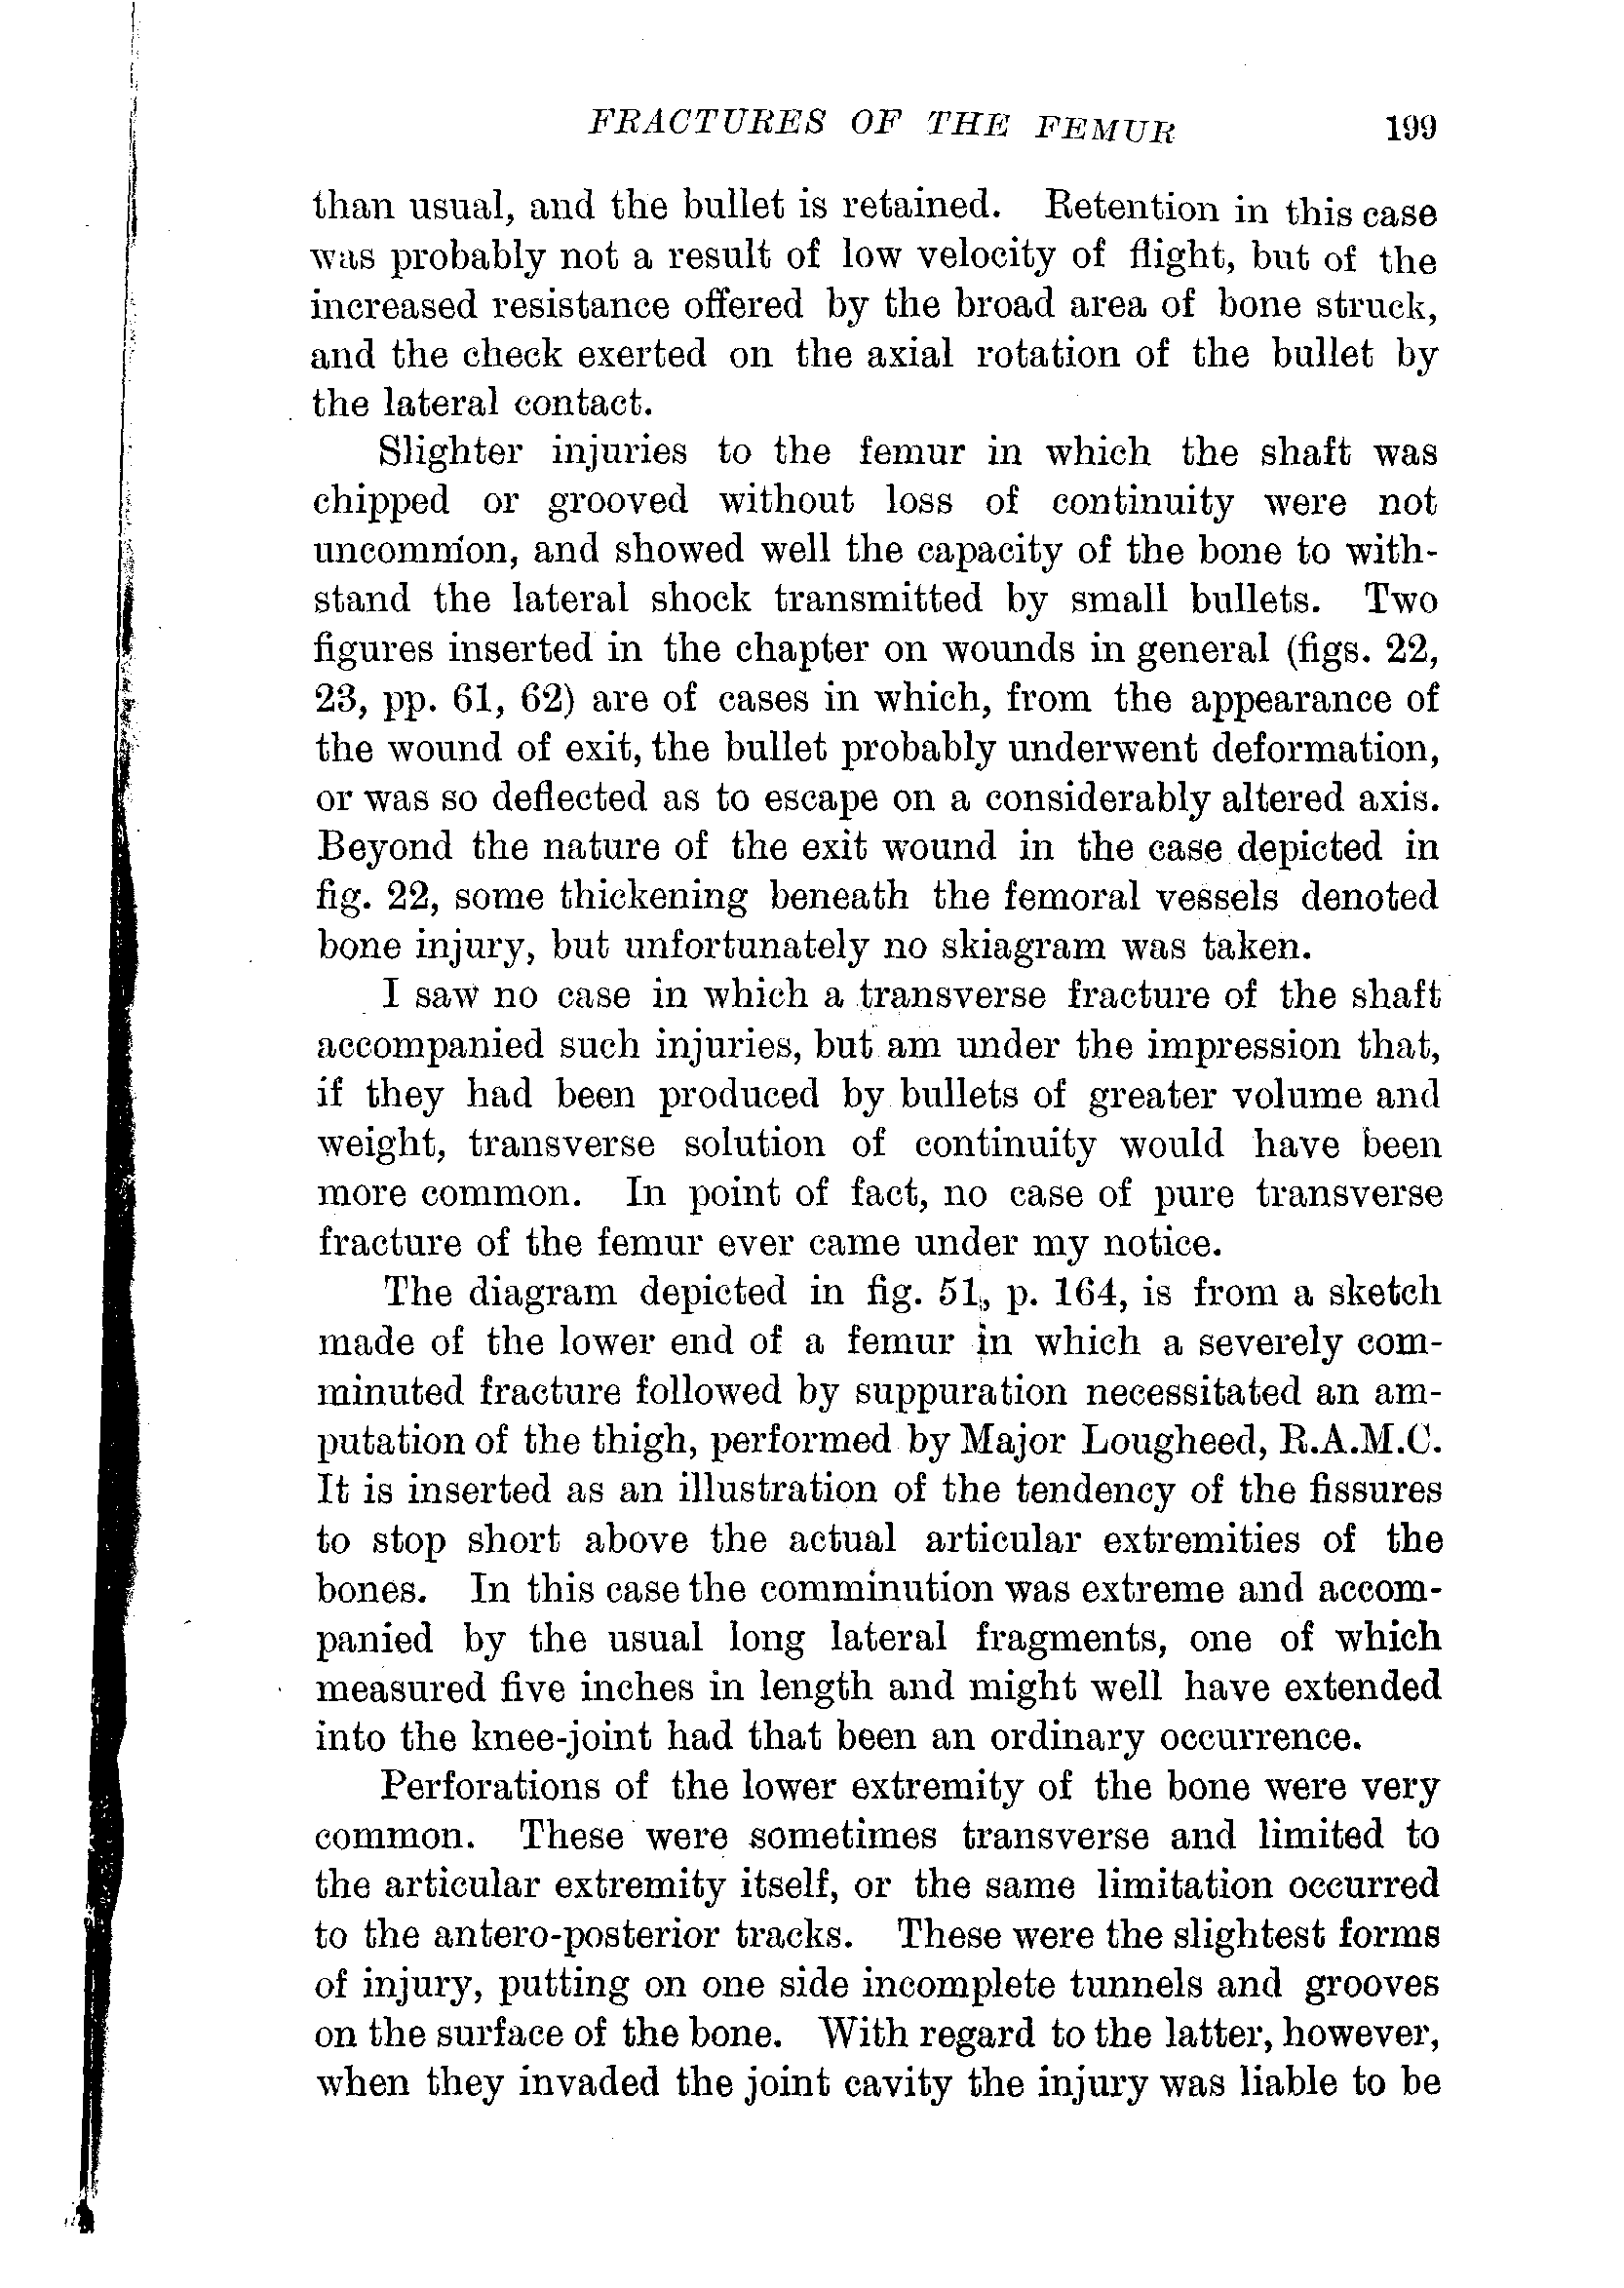 FRACTURES OF THE FEMUR 199
than usual, and the bullet is retained. Retention in this case
was probably not a result of low velocity of flight, but of the
increased resistance offered by the broad area of bone struck,
and the check exerted on the axial rotation of the bullet by
the lateral contact.
Slighter injuries to the femur in which the shaft was
chipped or grooved without loss of continuity were not
uncommon, and showed well the capacity of the bone to with-
stand the lateral shock transmitted by small bullets. Two
figures inserted in the chapter on wounds in general (figs. 22,
23, pp. 61, 62) are of cases in which, from the appearance of
the wound of exit, the bullet probably underwent deformation,
or was so deflected as to escape on a considerably altered axis.
Beyond the nature of the exit wound in the case depicted in
fig. 22, some thickening beneath the femoral vessels denoted
bone injury, but unfortunately no skiagram was taken.
I saw no case in which a transverse fracture of the shaft
accompanied such injuries, but am under the impression that,
if they had been produced by bullets of greater volume and
weight, transverse solution of continuity would have been
more common. In point of fact, no case of pure transverse
fracture of the femur ever came under my notice.
The diagram depicted in fig. 51, p. 164, is from a sketch
made of the lower end of a femur in which a severely com-
minuted fracture followed by suppuration necessitated an am-
putation of the thigh, performed by Major Lougheed, R.A.M.C.
It is inserted as an illustration of the tendency of the fissures
to stop short above the actual articular extremities of the
bones. In this case the comminution was extreme and accom-
panied by the usual long lateral fragments, one of which
measured five inches in length and might well have extended
into the knee-joint had that been an ordinary occurrence.
Perforations of the lower extremity of the bone were very
common. These were sometimes transverse and limited to
the articular extremity itself, or the same limitation occurred
to the antero-posterior tracks. These were the slightest forms
of injury, putting on one side incomplete tunnels and grooves
on the surface of the bone. With regard to the latter, however,
when they invaded the joint cavity the injury was liable to be